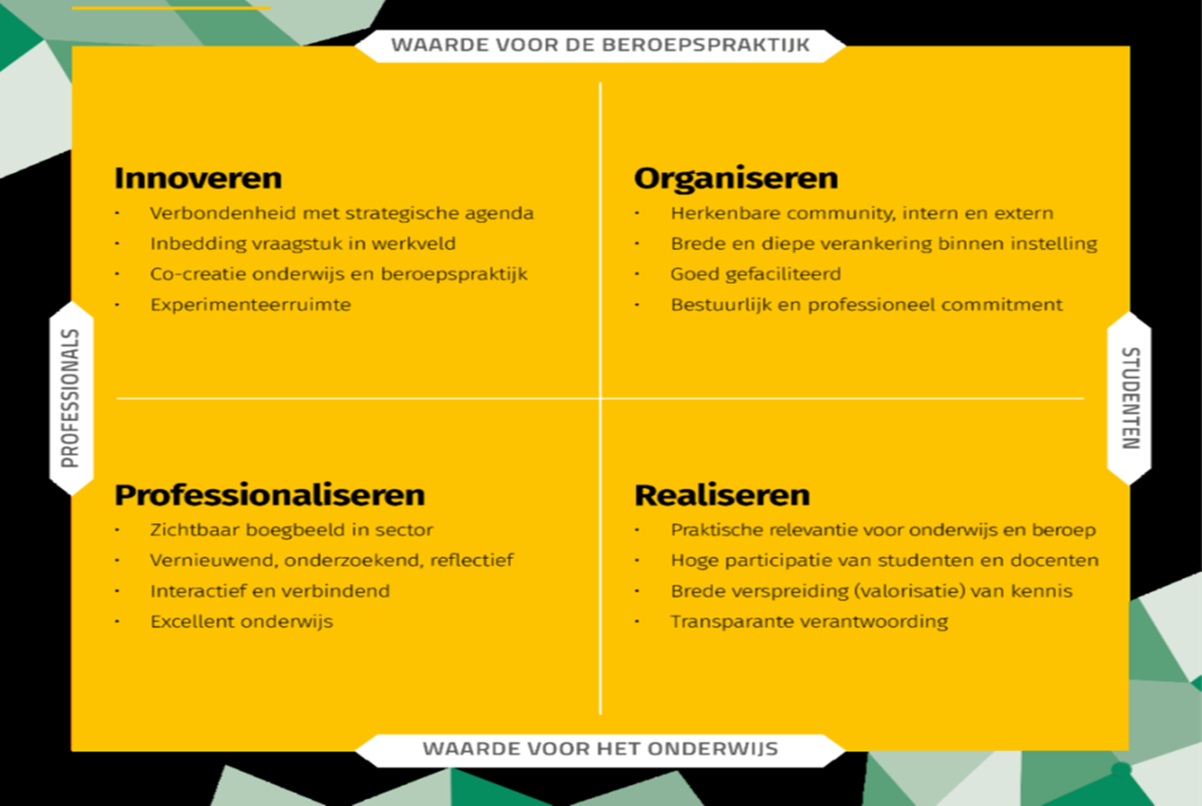 WAARDE VOOR DE BEROEPSPRAKTIJK
Innoveren
· Verbondenheid met strategische agenda
· Inbedding vraagstuk in werkveld
· Co-creatie onderwijs en beroepspraktijk
· Experimenteerruimte
Organiseren
· Herkenbare community, intern en extern
· Brede en diepe verankering binnen instelling
· Goed gefaciliteerd
· Bestuurlijk en professioneel commitment
PROFESSIONALS
STUDENTEN
Professionaliseren
· Zichtbaar boegbeeld in sector
· Vernieuwend, onderzoekend, reflectief
· Interactief en verbindend
· Excellent onderwijs
Realiseren
· Praktische relevantie voor onderwijs en beroep
· Hoge participatie van studenten en docenten
· Brede verspreiding (valorisatie) van kennis
· Transparante verantwoording
WAARDE VOOR HET ONDERWIJS